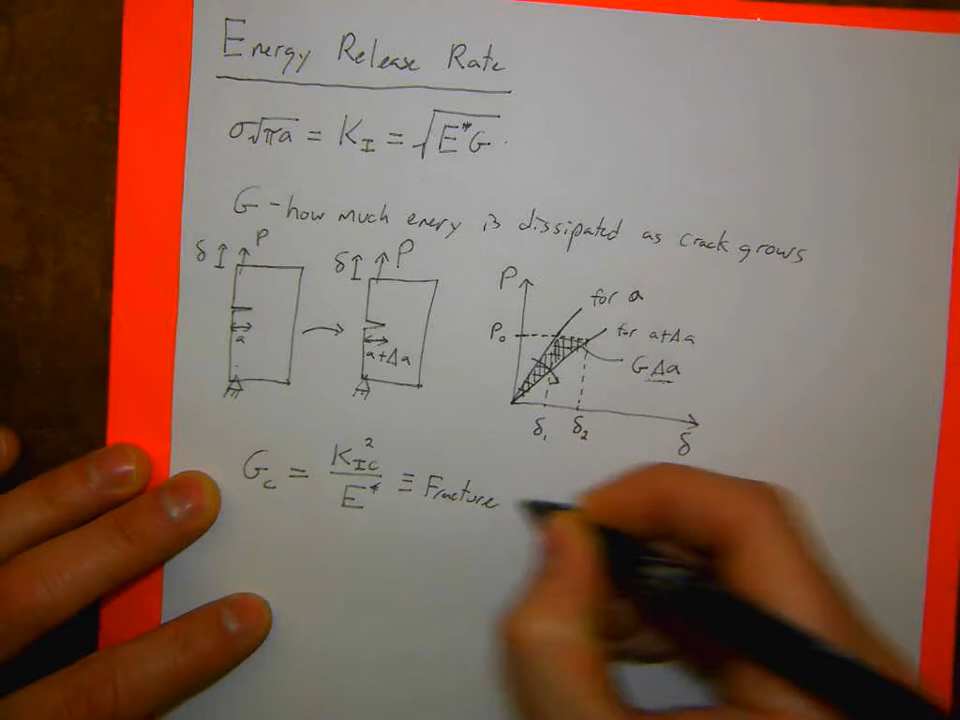 Energy Release Rate
σ√πa = K_I = √E*G
G - how much enery is dissipated as crack grows
δ P
a
δ P
a+Δa
P
for a
P₀
for a+Δa
GΔa
δ₁ δ₂
δ
G_c = K_Ic² / E* ≡ Fracture